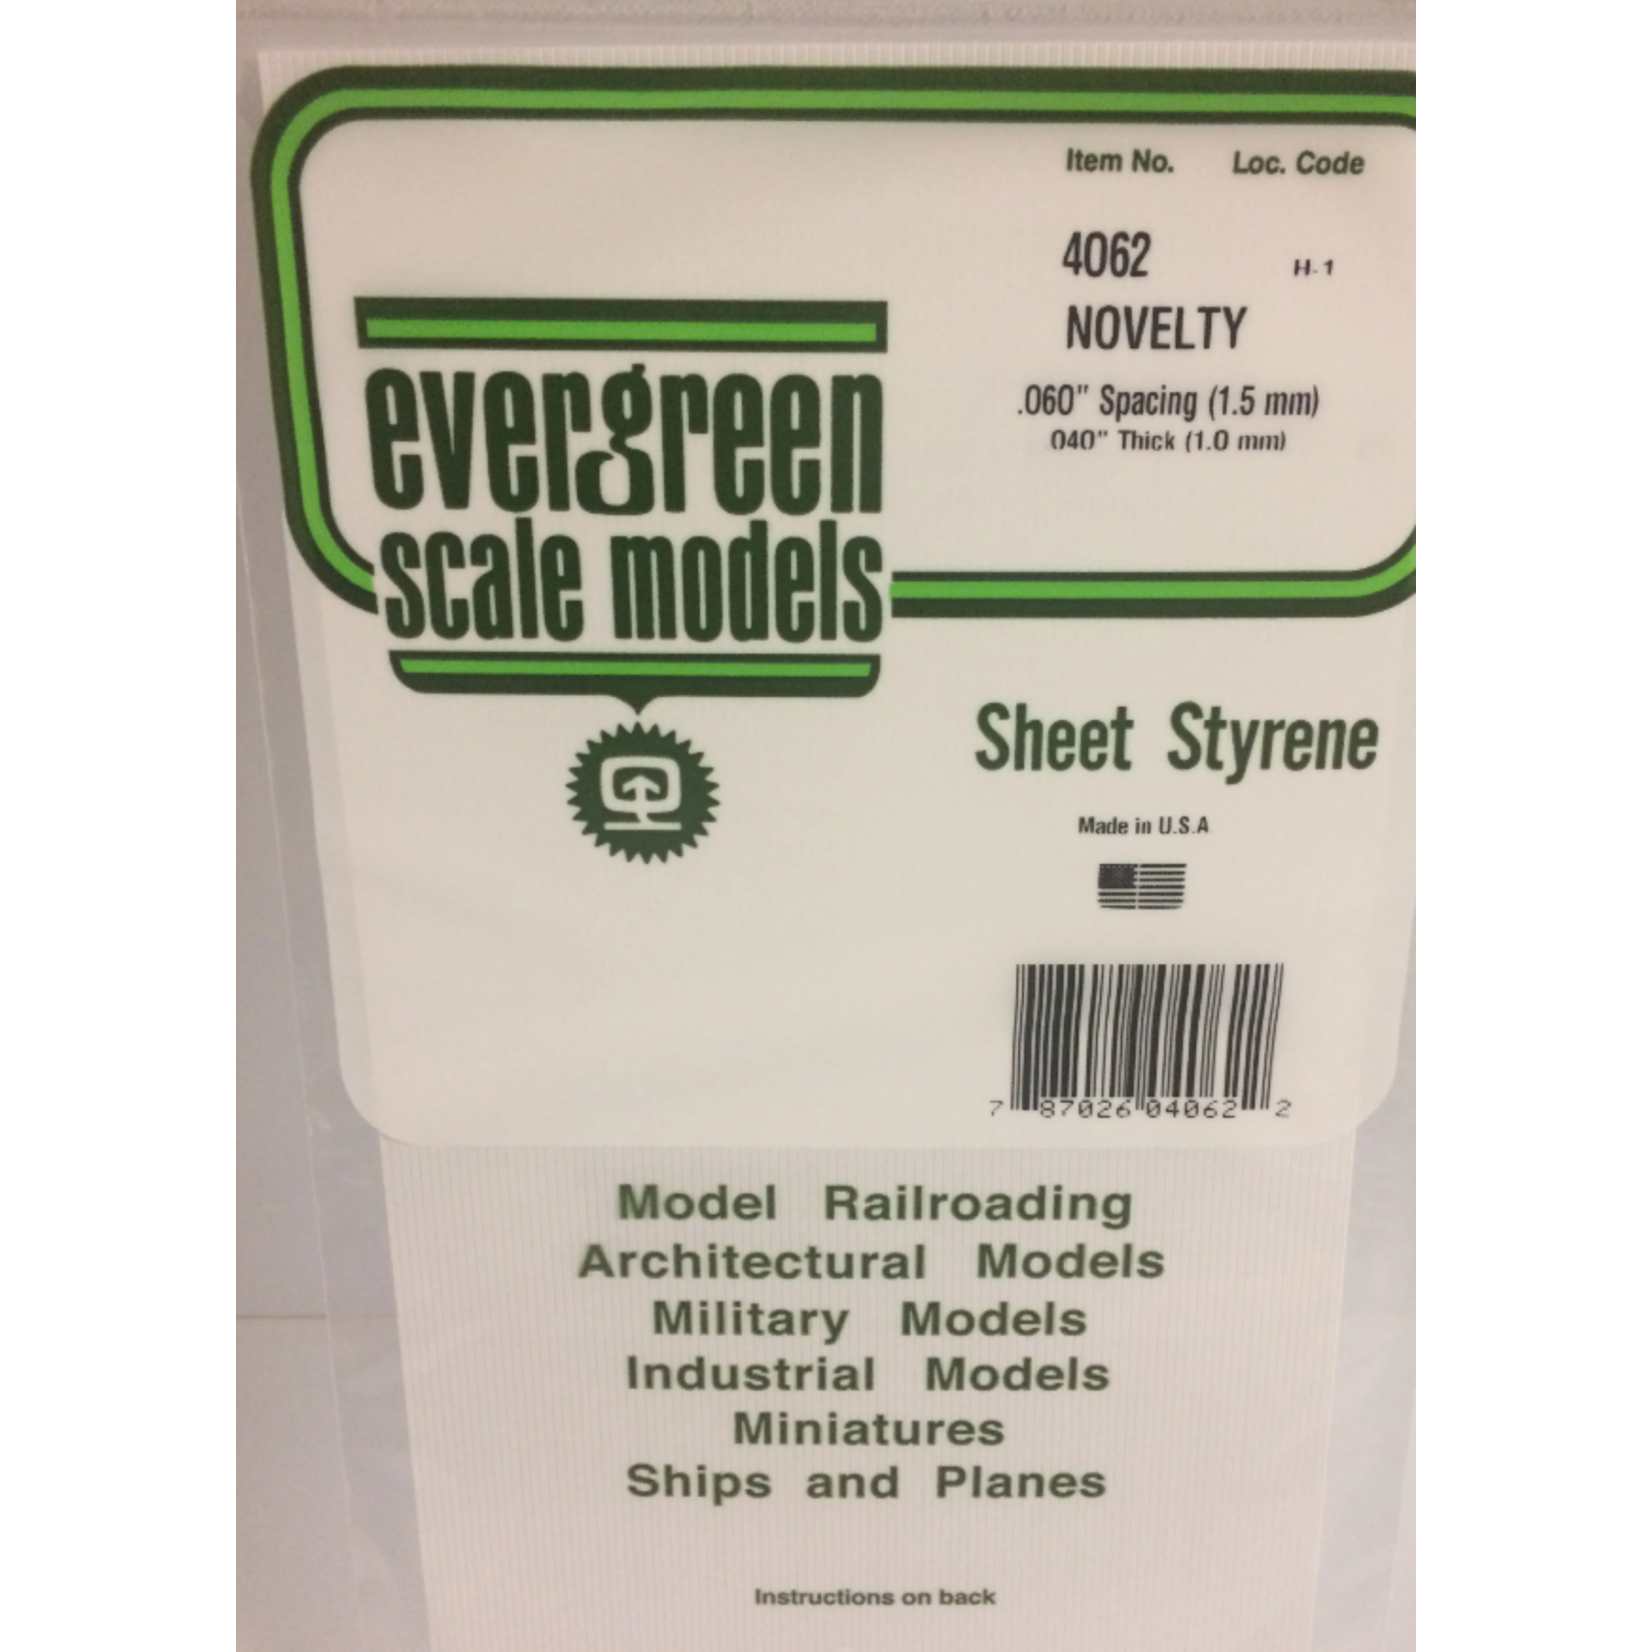 Item No. Loc. Code
4062 H-1
NOVELTY
.060" Spacing (1.5 mm)
.040" Thick (1.0 mm)
evergreen
scale models
Sheet Styrene
Made in U.S.A
7 87026 04062 2
Model Railroading
Architectural Models
Military Models
Industrial Models
Miniatures
Ships and Planes
Instructions on back